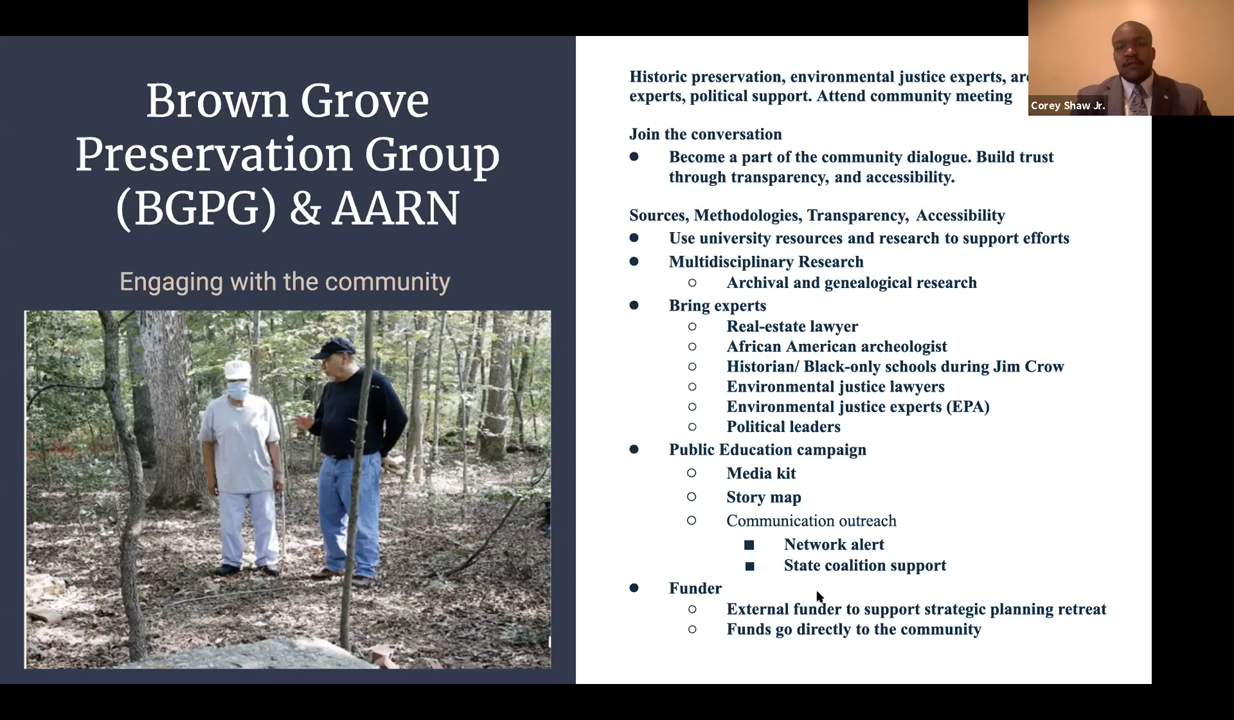 Brown Grove
Preservation Group
(BGPG) & AARN
Engaging with the community
Historic preservation, environmental justice experts,
experts, political support. Attend community meeting
Join the conversation
● Become a part of the community dialogue. Build trust
through transparency, and accessibility.
Sources, Methodologies, Transparency, Accessibility
● Use university resources and research to support efforts
● Multidisciplinary Research
○ Archival and genealogical research
● Bring experts
○ Real-estate lawyer
○ African American archeologist
○ Historian/ Black-only schools during Jim Crow
○ Environmental justice lawyers
○ Environmental justice experts (EPA)
○ Political leaders
● Public Education campaign
○ Media kit
○ Story map
○ Communication outreach
■ Network alert
■ State coalition support
● Funder
○ External funder to support strategic planning retreat
○ Funds go directly to the community
Corey Shaw Jr.